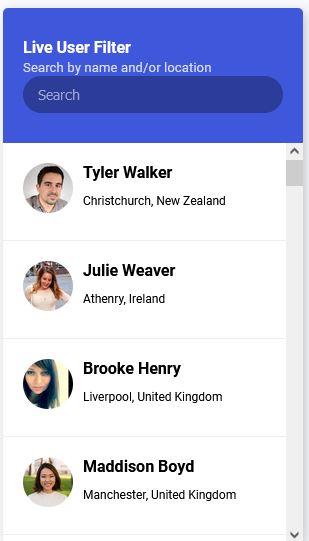 Live User Filter
Search by name and/or location
Search
Tyler Walker
Christchurch, New Zealand
Julie Weaver
Athenry, Ireland
Brooke Henry
Liverpool, United Kingdom
Maddison Boyd
Manchester, United Kingdom